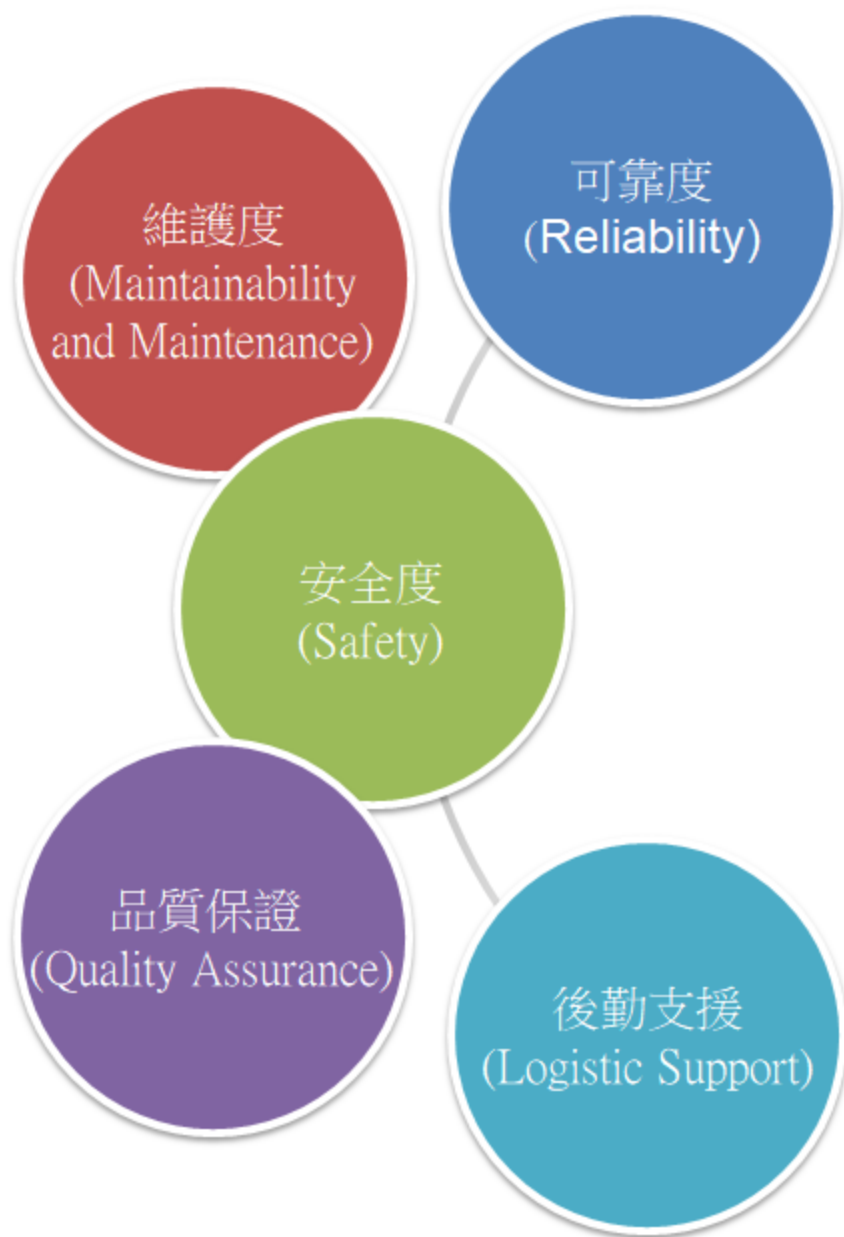 維護度
(Maintainability
and Maintenance)
可靠度
(Reliability)
安全度
(Safety)
品質保證
(Quality Assurance)
後勤支援
(Logistic Support)